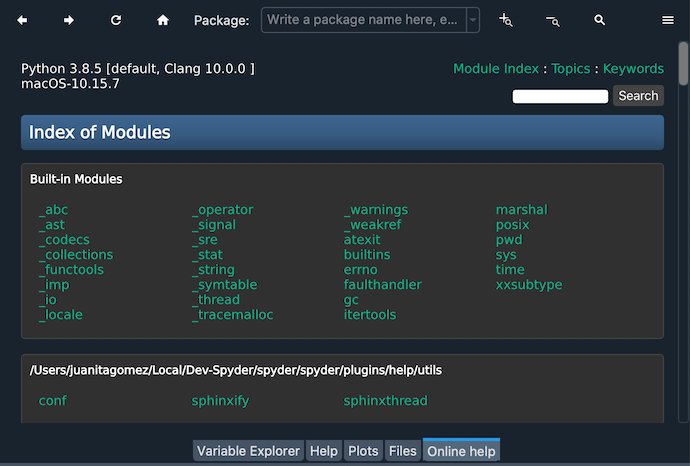 Package: Write a package name here, e...
Python 3.8.5 [default, Clang 10.0.0 ]
macOS-10.15.7
Module Index : Topics : Keywords
Search
Index of Modules
Built-in Modules
_abc _operator _warnings marshal
_ast _signal _weakref posix
_codecs _sre atexit pwd
_collections _stat builtins sys
_functools _string errno time
_imp _symtable faulthandler xxsubtype
_io _thread gc
_locale _tracemalloc itertools
/Users/juanitagomez/Local/Dev-Spyder/spyder/spyder/plugins/help/utils
conf sphinxify sphinxthread
Variable Explorer Help Plots Files Online help